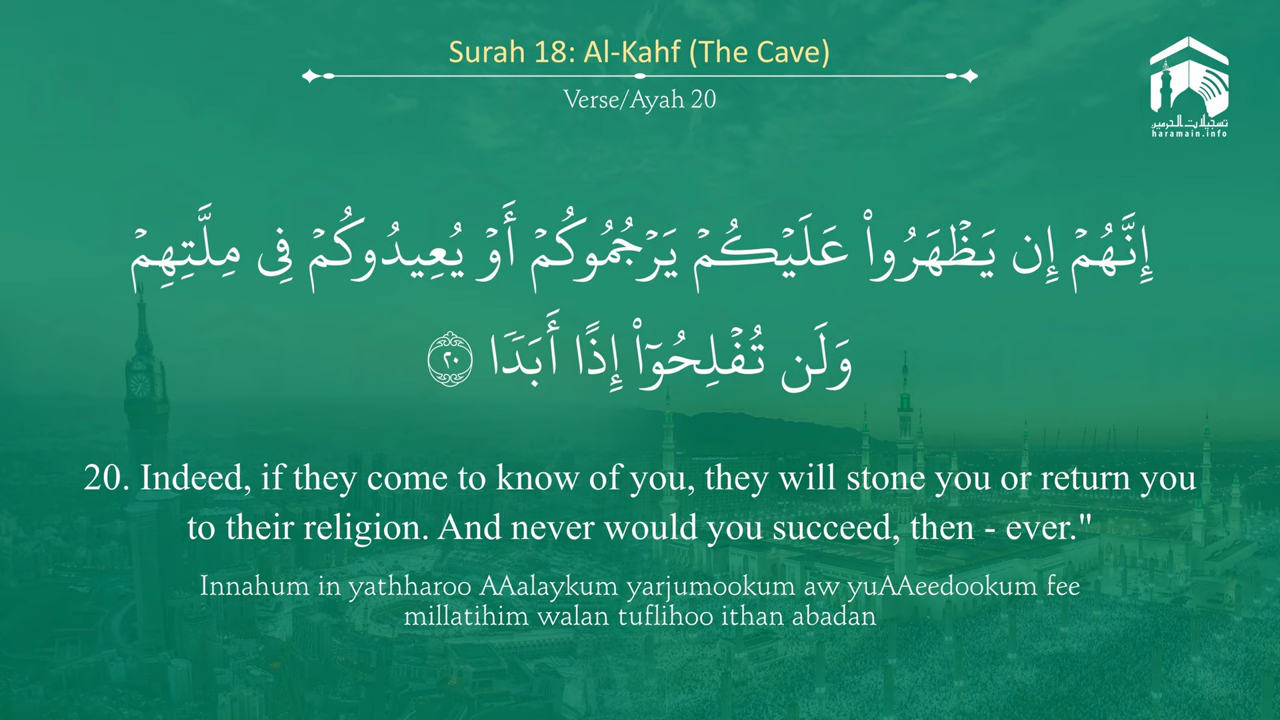 Surah 18: Al-Kahf (The Cave)
Verse/Ayah 20
تسجيلات الحرمين
haramain.info
إِنَّهُمْ إِن يَظْهَرُوا۟ عَلَيْكُمْ يَرْجُمُوكُمْ أَوْ يُعِيدُوكُمْ فِى مِلَّتِهِمْ
وَلَن تُفْلِحُوٓا۟ إِذًا أَبَدًا ٢٠
20. Indeed, if they come to know of you, they will stone you or return you
to their religion. And never would you succeed, then - ever."
Innahum in yathharoo AAalaykum yarjumookum aw yuAAeedookum fee
millatihim walan tuflihoo ithan abadan